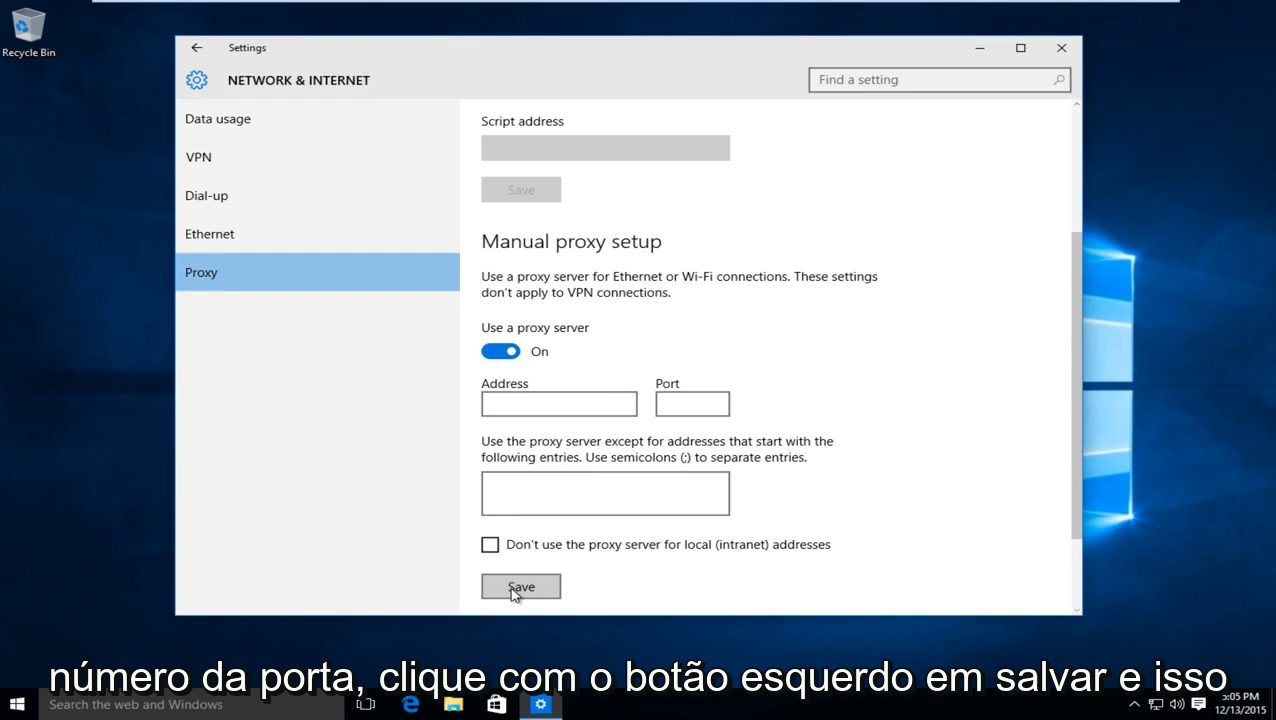 Recycle Bin
Settings
NETWORK & INTERNET
Find a setting
Data usage
VPN
Dial-up
Ethernet
Proxy
Script address
Save
Manual proxy setup
Use a proxy server for Ethernet or Wi-Fi connections. These settings
don't apply to VPN connections.
Use a proxy server
On
Address Port
Use the proxy server except for addresses that start with the
following entries. Use semicolons (;) to separate entries.
Don't use the proxy server for local (intranet) addresses
Save
número da porta, clique com o botão esquerdo em salvar e isso
Search the web and Windows
5:05 PM
12/13/2015